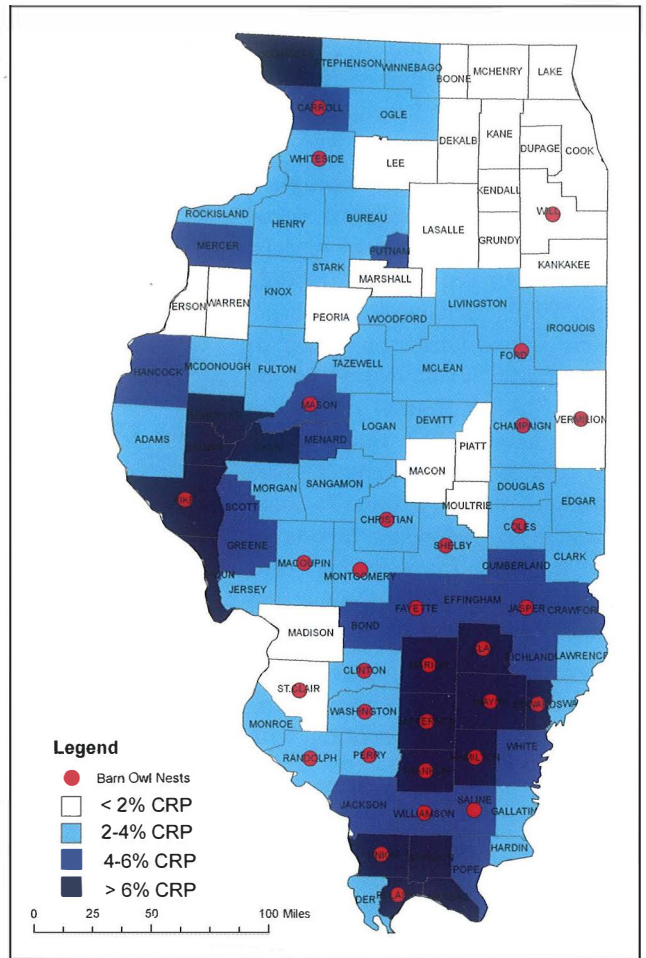 STEPHENSON
WINNEBAGO
BOONE
MCHENRY
LAKE
CARROLL
OGLE
DEKALB
KANE
DUPAGE
COOK
WHITESIDE
LEE
KENDALL
WILL
ROCKISLAND
HENRY
BUREAU
LASALLE
GRUNDY
MERCER
PUTNAM
KANKAKEE
STARK
MARSHALL
ERSON
WARREN
KNOX
PEORIA
WOODFORD
LIVINGSTON
IROQUOIS
FORD
HANCOCK
MCDONOUGH
FULTON
TAZEWELL
MCLEAN
MASON
ADAMS
MENARD
LOGAN
DEWITT
CHAMPAIGN
VERMILION
PIATT
MACON
MORGAN
SANGAMON
DOUGLAS
MOULTRIE
EDGAR
SCOTT
CHRISTIAN
COLES
GREENE
SHELBY
MACOUPIN
MONTGOMERY
CUMBERLAND
CLARK
JERSEY
FAYETTE
EFFINGHAM
JASPER
CRAWFOR
BOND
MADISON
RICHLAND
LAWRENCE
CLINTON
ST.CLAIR
WASHINGTON
MONROE
WHITE
RANDOLPH
PERRY
JACKSON
WILLIAMSON
SALINE
GALLATIN
HARDIN
POPE
Legend
Barn Owl Nests
< 2% CRP
2-4% CRP
4-6% CRP
> 6% CRP
0 25 50 100 Miles